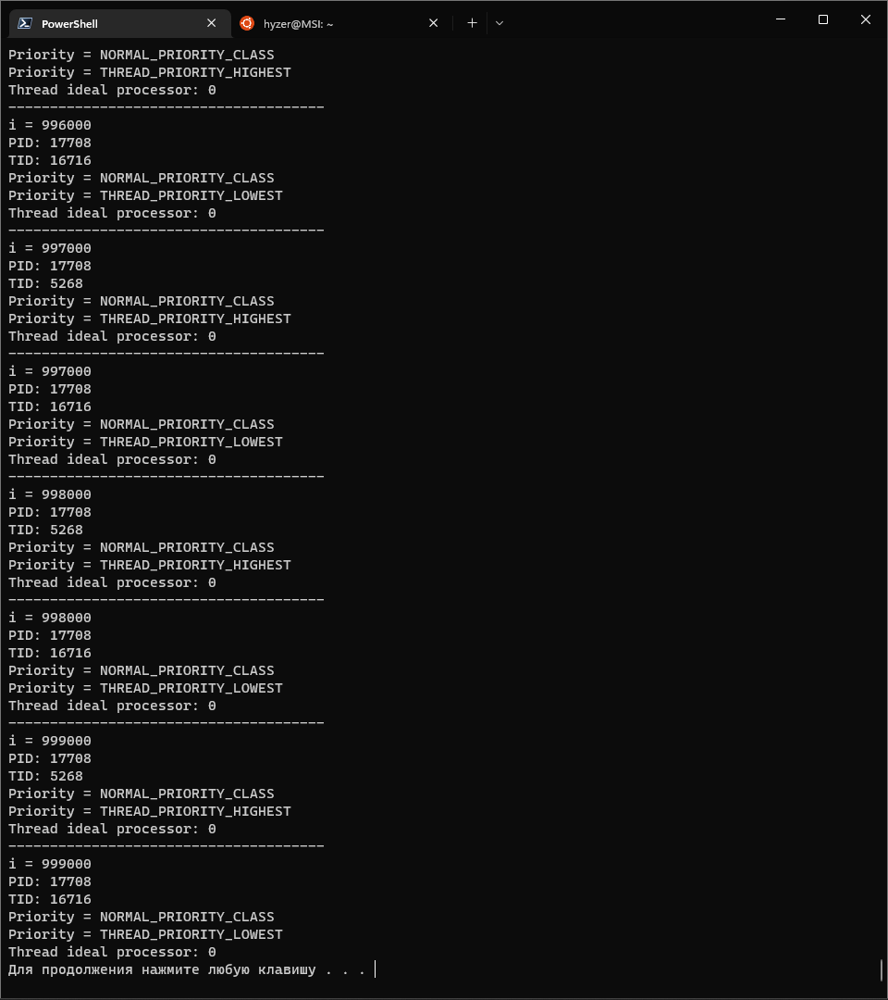 PowerShell
hyzer@MSI: ~
Priority = NORMAL_PRIORITY_CLASS
Priority = THREAD_PRIORITY_HIGHEST
Thread ideal processor: 0
--------------------------------------
i = 996000
PID: 17708
TID: 16716
Priority = NORMAL_PRIORITY_CLASS
Priority = THREAD_PRIORITY_LOWEST
Thread ideal processor: 0
--------------------------------------
i = 997000
PID: 17708
TID: 5268
Priority = NORMAL_PRIORITY_CLASS
Priority = THREAD_PRIORITY_HIGHEST
Thread ideal processor: 0
--------------------------------------
i = 997000
PID: 17708
TID: 16716
Priority = NORMAL_PRIORITY_CLASS
Priority = THREAD_PRIORITY_LOWEST
Thread ideal processor: 0
--------------------------------------
i = 998000
PID: 17708
TID: 5268
Priority = NORMAL_PRIORITY_CLASS
Priority = THREAD_PRIORITY_HIGHEST
Thread ideal processor: 0
--------------------------------------
i = 998000
PID: 17708
TID: 16716
Priority = NORMAL_PRIORITY_CLASS
Priority = THREAD_PRIORITY_LOWEST
Thread ideal processor: 0
--------------------------------------
i = 999000
PID: 17708
TID: 5268
Priority = NORMAL_PRIORITY_CLASS
Priority = THREAD_PRIORITY_HIGHEST
Thread ideal processor: 0
--------------------------------------
i = 999000
PID: 17708
TID: 16716
Priority = NORMAL_PRIORITY_CLASS
Priority = THREAD_PRIORITY_LOWEST
Thread ideal processor: 0
Для продолжения нажмите любую клавишу . . .